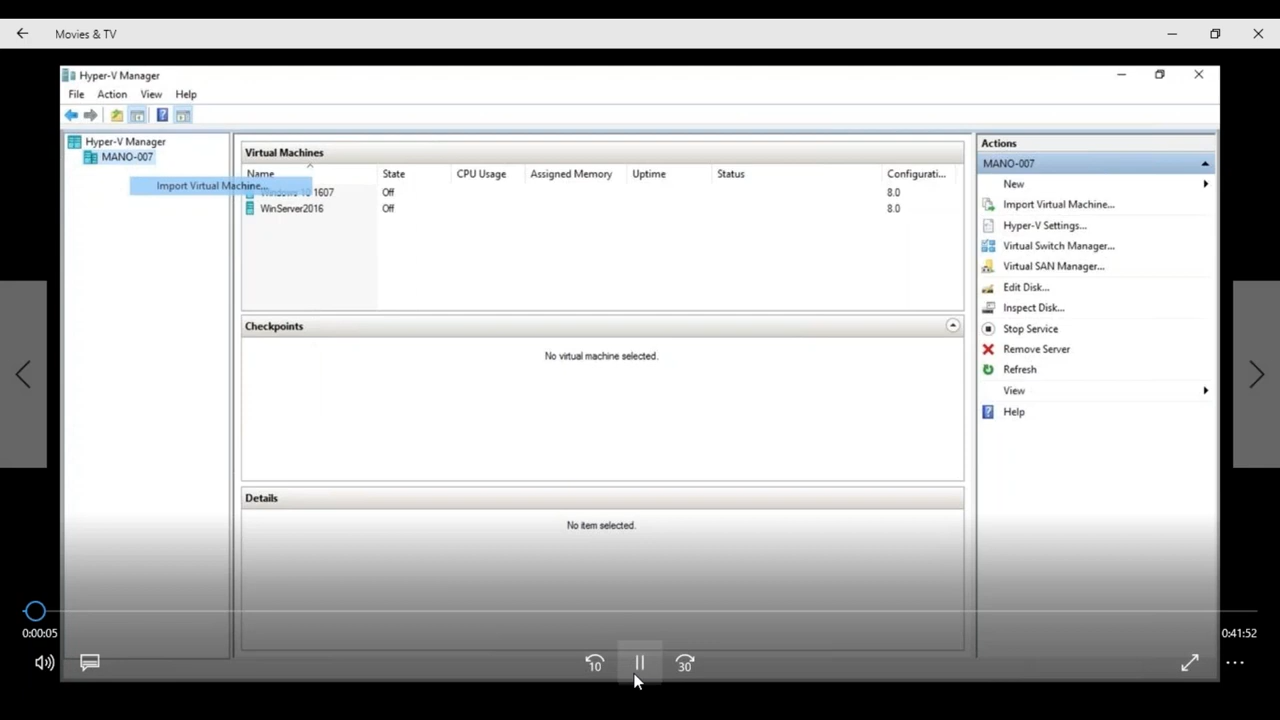 Movies & TV
Hyper-V Manager
File Action View Help
Hyper-V Manager
MANO-007
Import Virtual Machine...
Virtual Machines
Name State CPU Usage Assigned Memory Uptime Status Configurati...
1607 Off 8.0
WinServer2016 Off 8.0
Checkpoints
No virtual machine selected.
Details
No item selected.
Actions
MANO-007
New
Import Virtual Machine...
Hyper-V Settings...
Virtual Switch Manager...
Virtual SAN Manager...
Edit Disk...
Inspect Disk...
Stop Service
Remove Server
Refresh
View
Help
0:00:05
0:41:52
10
30